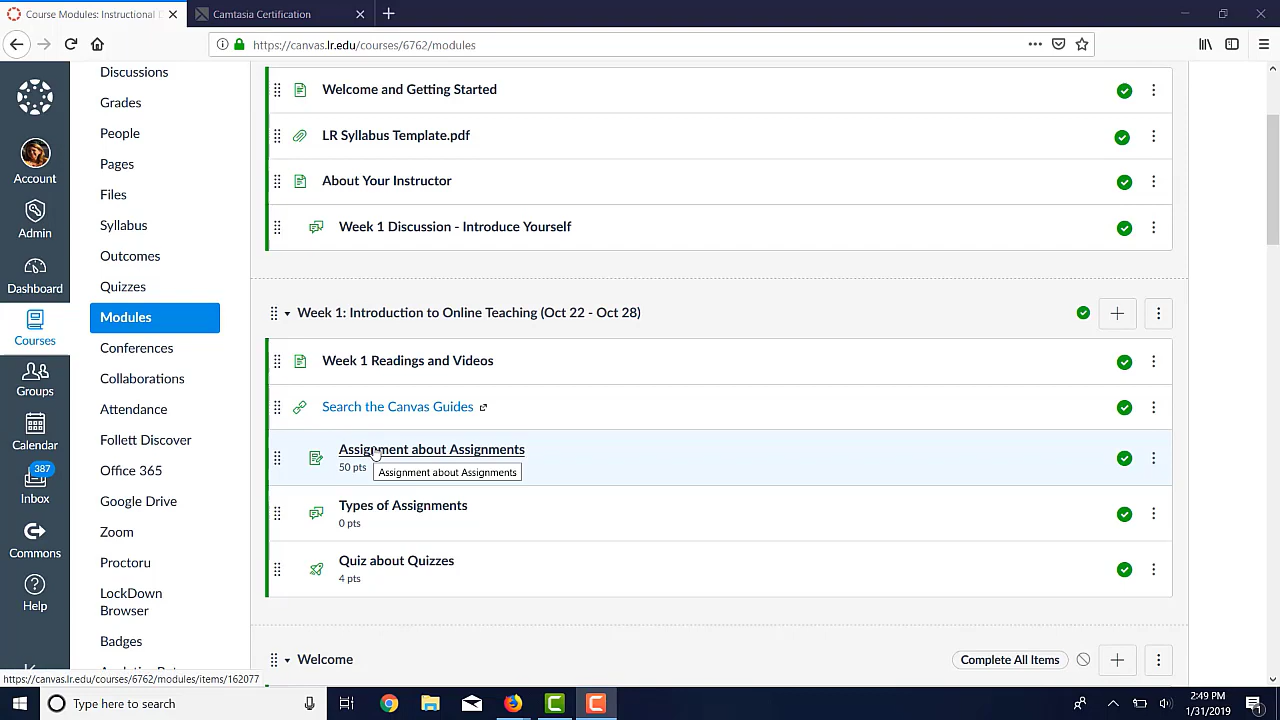 Course Modules: Instructional D
Camtasia Certification
https://canvas.lr.edu/courses/6762/modules
Account
Admin
Dashboard
Courses
Groups
Calendar
387
Inbox
Commons
Help
Discussions
Grades
People
Pages
Files
Syllabus
Outcomes
Quizzes
Modules
Conferences
Collaborations
Attendance
Follett Discover
Office 365
Google Drive
Zoom
Proctoru
LockDown
Browser
Badges
Welcome and Getting Started
LR Syllabus Template.pdf
About Your Instructor
Week 1 Discussion - Introduce Yourself
Week 1: Introduction to Online Teaching (Oct 22 - Oct 28)
Week 1 Readings and Videos
Search the Canvas Guides
Assignment about Assignments
50 pts
Assignment about Assignments
Types of Assignments
0 pts
Quiz about Quizzes
4 pts
Welcome
Complete All Items
https://canvas.lr.edu/courses/6762/modules/items/162077
Type here to search
2:49 PM
1/31/2019